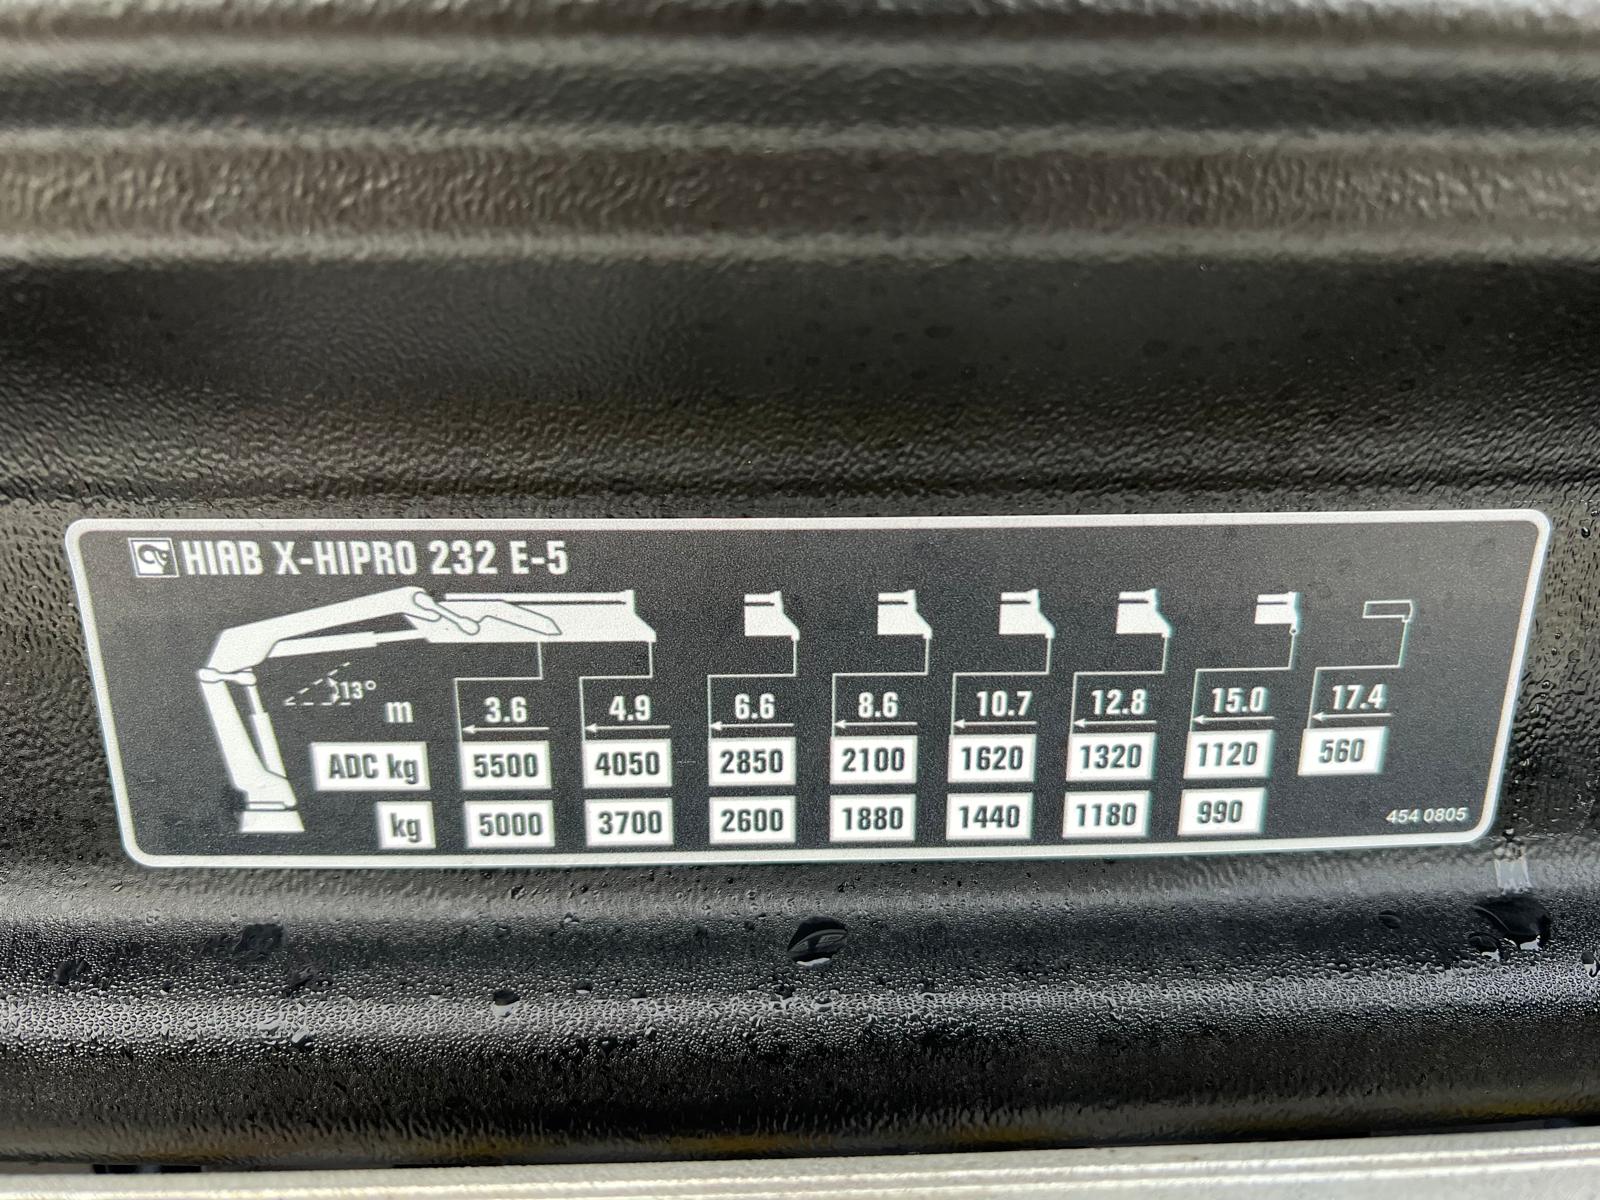 HIAB X-HIPRO 232 E-5
13°
m 3.6 4.9 6.6 8.6 10.7 12.8 15.0 17.4
ADC kg 5500 4050 2850 2100 1620 1320 1120 560
kg 5000 3700 2600 1880 1440 1180 990
454 0805